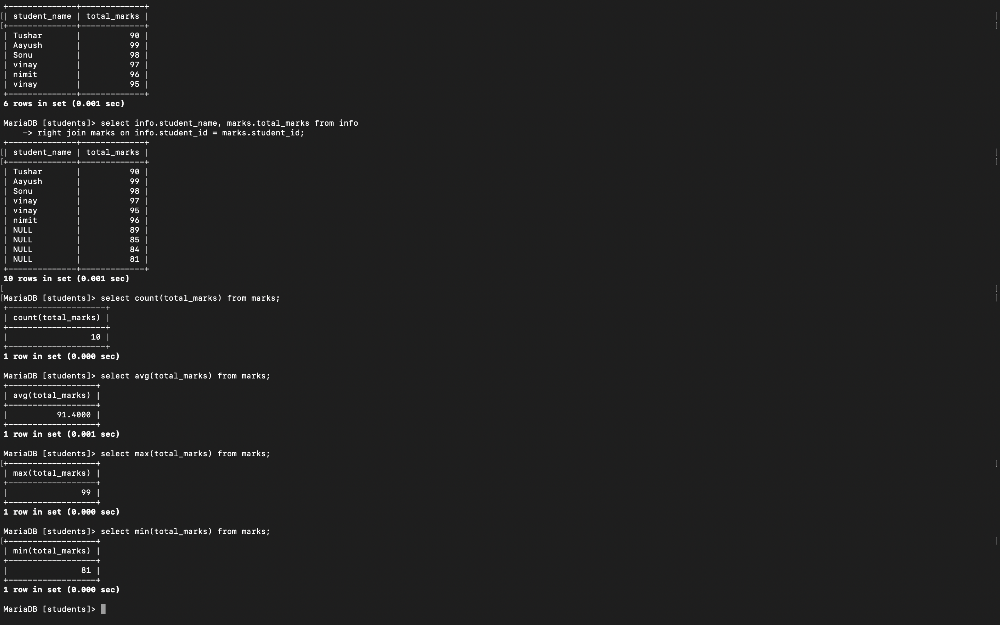 +--------------+-------------+
[| student_name | total_marks | ]
[+--------------+-------------+ ]
| Tushar       |          90 |
| Aayush       |          99 |
| Sonu         |          98 |
| vinay        |          97 |
| nimit        |          96 |
| vinay        |          95 |
+--------------+-------------+
6 rows in set (0.001 sec)

MariaDB [students]> select info.student_name, marks.total_marks from info
    -> right join marks on info.student_id = marks.student_id;
+--------------+-------------+
[| student_name | total_marks | ]
[+--------------+-------------+ ]
| Tushar       |          90 |
| Aayush       |          99 |
| Sonu         |          98 |
| vinay        |          97 |
| vinay        |          95 |
| nimit        |          96 |
| NULL         |          89 |
| NULL         |          85 |
| NULL         |          84 |
| NULL         |          81 |
+--------------+-------------+
10 rows in set (0.001 sec)
[ ]
[MariaDB [students]> select count(total_marks) from marks; ]
+--------------------+
| count(total_marks) |
+--------------------+
|                 10 |
+--------------------+
1 row in set (0.000 sec)

MariaDB [students]> select avg(total_marks) from marks;
+------------------+
| avg(total_marks) |
+------------------+
|          91.4000 |
+------------------+
1 row in set (0.001 sec)

MariaDB [students]> select max(total_marks) from marks;
[+------------------+ ]
| max(total_marks) |
+------------------+
|               99 |
+------------------+
1 row in set (0.000 sec)

MariaDB [students]> select min(total_marks) from marks;
[+------------------+ ]
| min(total_marks) |
+------------------+
|               81 |
+------------------+
1 row in set (0.000 sec)

MariaDB [students]>